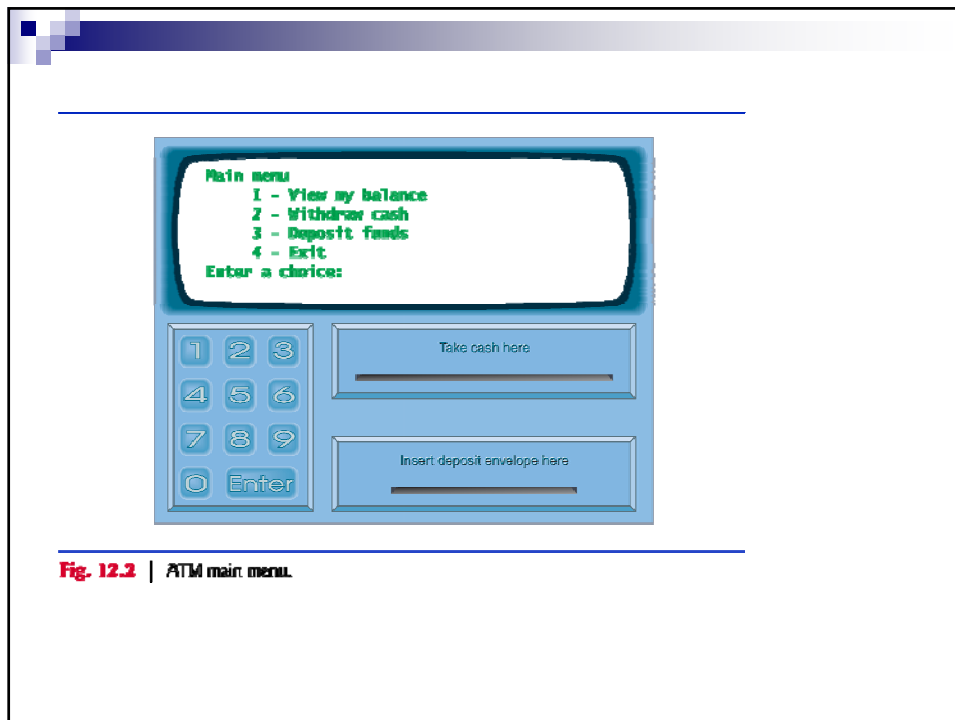 Main menu
1 - View my balance
2 - Withdraw cash
3 - Deposit funds
4 - Exit
Enter a choice:
1 2 3
4 5 6
7 8 9
0 Enter
Take cash here
Insert deposit envelope here
Fig. 12.2 | ATM main menu.